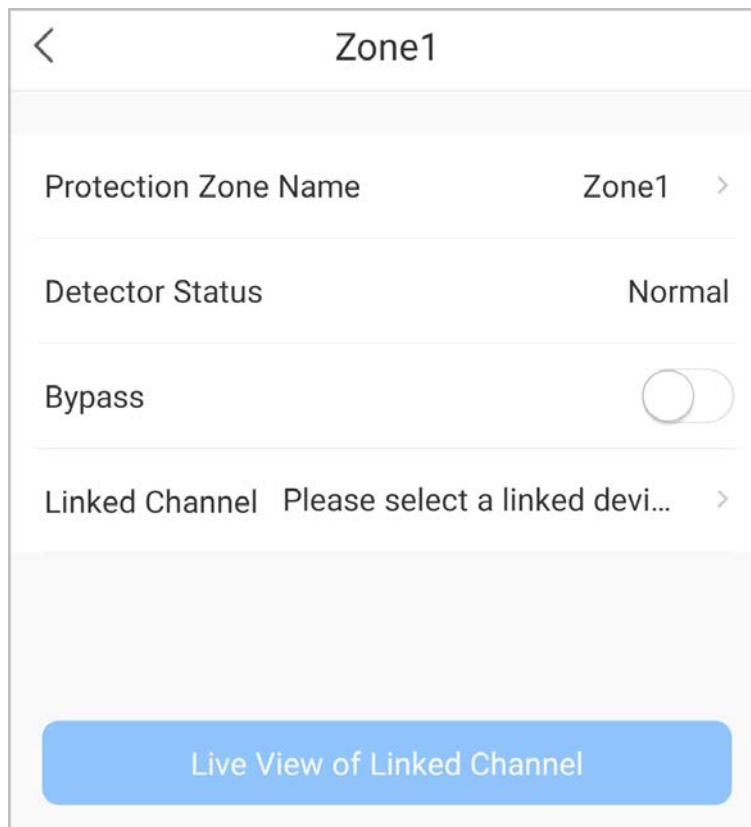 Zone1
Protection Zone Name Zone1
Detector Status Normal
Bypass
Linked Channel Please select a linked devi...
Live View of Linked Channel